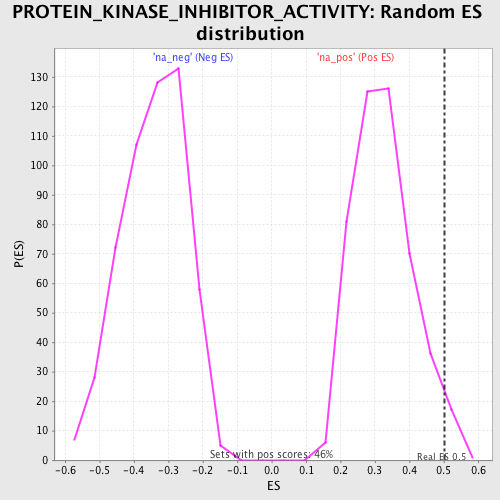 PROTEIN_KINASE_INHIBITOR_ACTIVITY: Random ES
distribution
'na_neg' (Neg ES) 'na_pos' (Pos ES)
130
120
110
100
90
80
70
60
50
40
30
20
10
0
P(ES)
Sets with pos scores: 46%
Real ES 0.5
-0.6 -0.5 -0.4 -0.3 -0.2 -0.1 0.0 0.1 0.2 0.3 0.4 0.5 0.6
ES